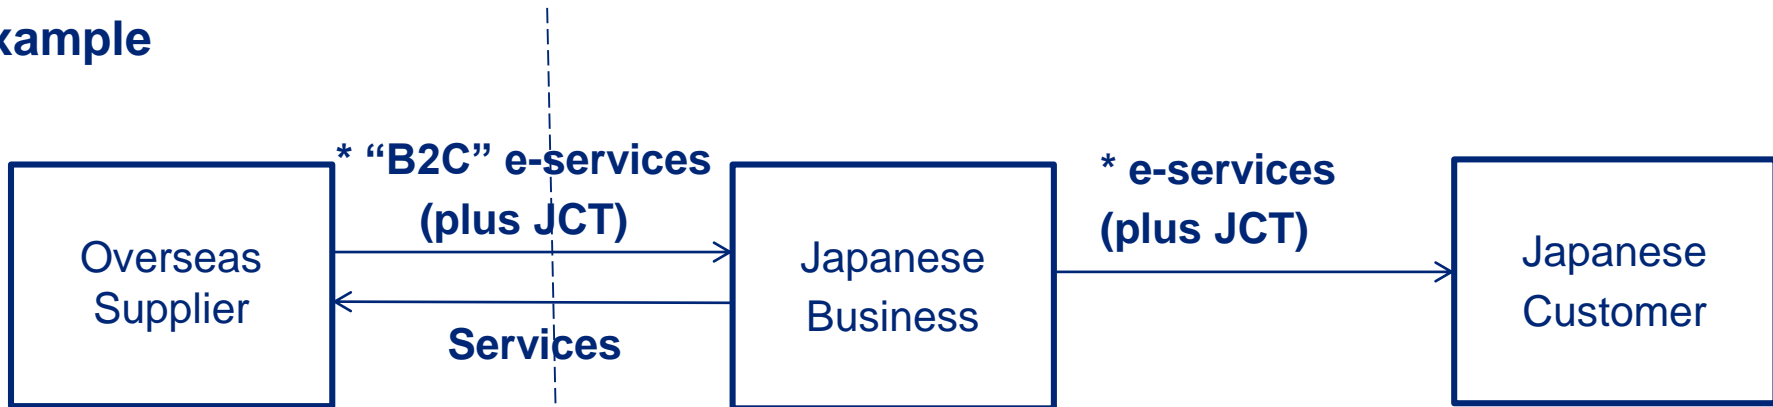 xample
* “B2C” e-services
(plus JCT)
* e-services
(plus JCT)
Overseas
Supplier
Japanese
Business
Japanese
Customer
Services